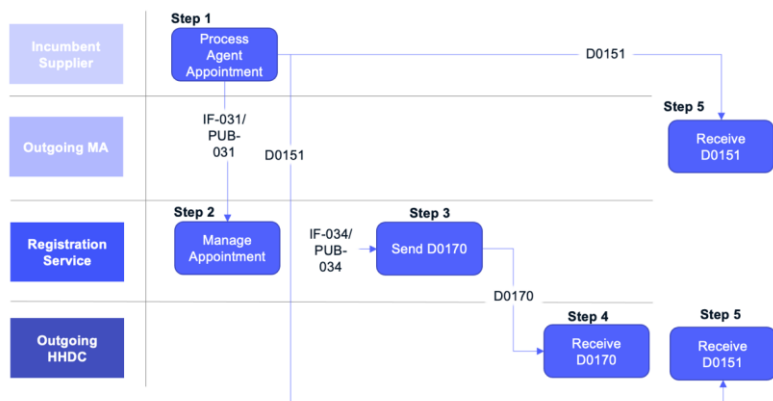 Step 1
Incumbent
Supplier
Process
Agent
Appointment
D0151
IF-031/
PUB-
031
D0151
Step 5
Outgoing MA
Receive
D0151
Step 2
Step 3
Registration
Service
Manage
Appointment
IF-034/
PUB-
034
Send D0170
D0170
Step 4
Step 5
Outgoing
HHDC
Receive
D0170
Receive
D0151